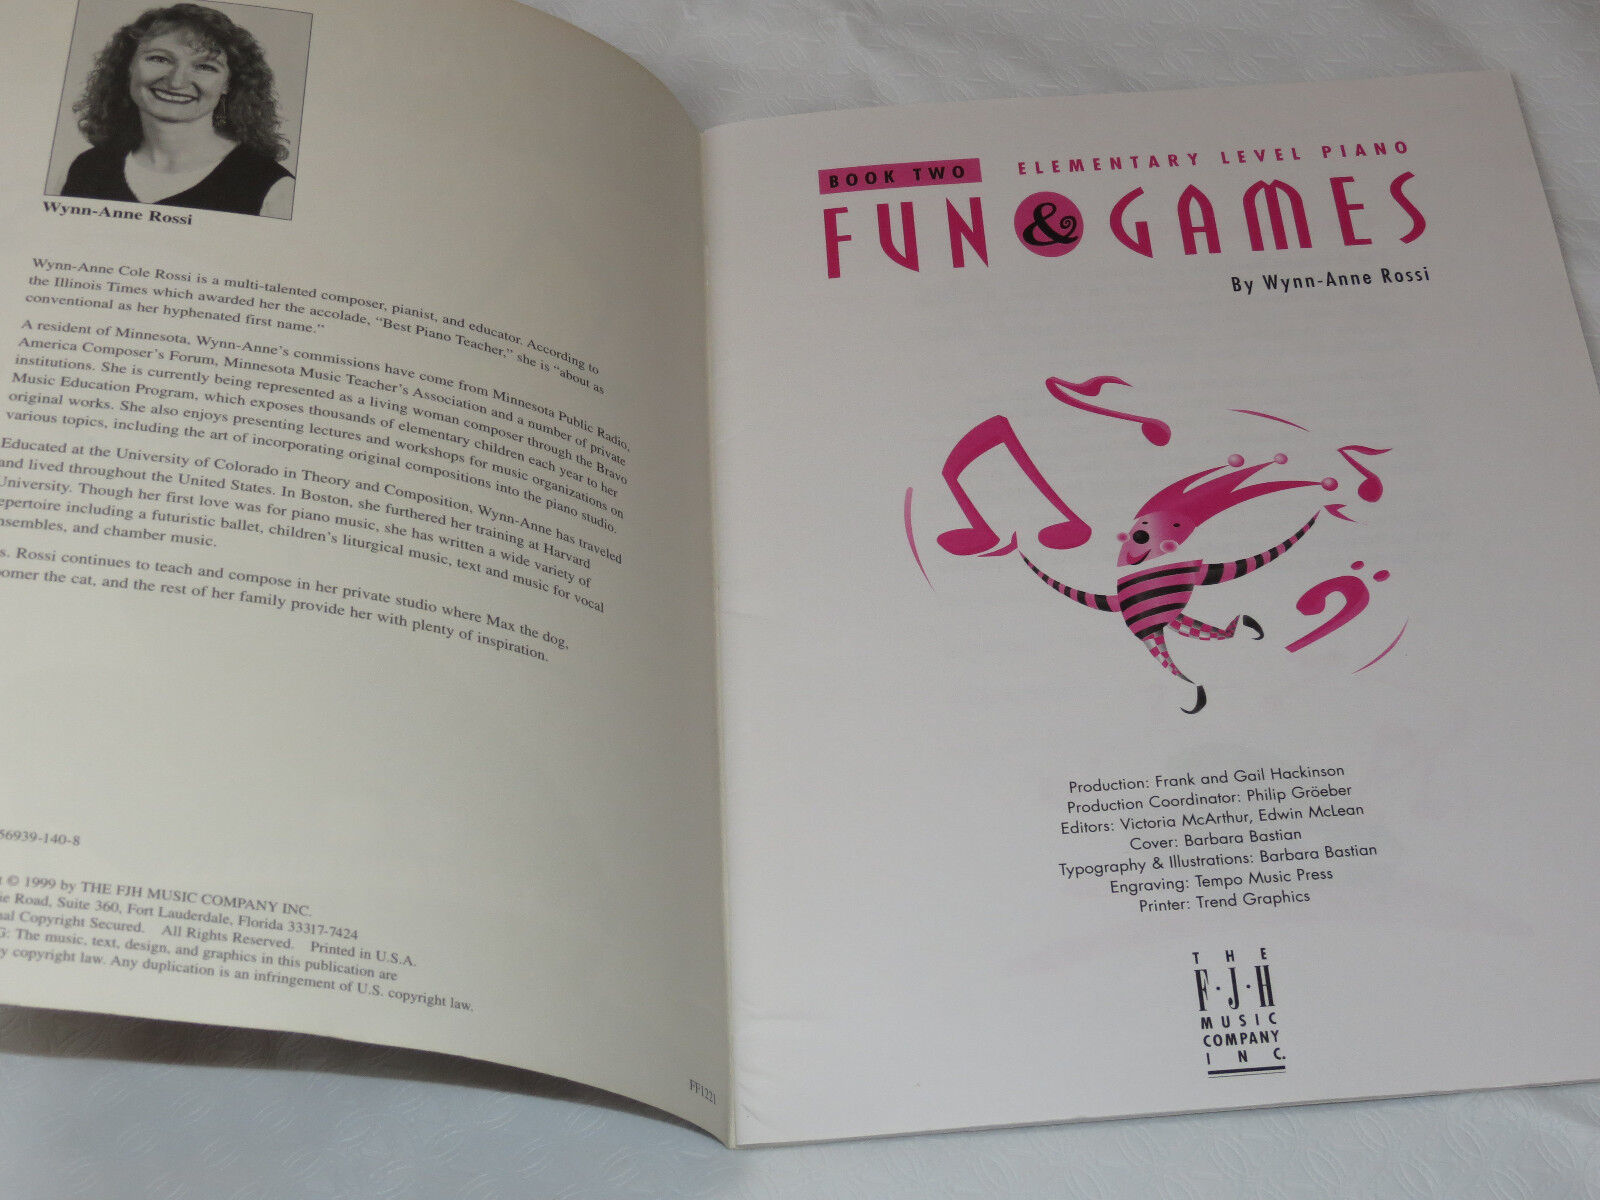 Wynn-Anne Rossi
Wynn-Anne Cole Rossi is a multi-talented composer, pianist, and educator. According to
the Illinois Times which awarded her the accolade, "Best Piano Teacher," she is "about as
conventional as her hyphenated first name."
A resident of Minnesota, Wynn-Anne's commissions have come from Minnesota Public Radio,
America Composer's Forum, Minnesota Music Teacher's Association and a number of private
institutions. She is currently being represented as a living woman composer through the Bravo
Music Education Program, which exposes thousands of elementary children each year to her
original works. She also enjoys presenting lectures and workshops for music organizations on
various topics, including the art of incorporating original compositions into the piano studio.
Educated at the University of Colorado in Theory and Composition, Wynn-Anne has traveled
and lived throughout the United States. In Boston, she furthered her training at Harvard
University. Though her first love was for piano music, she has written a wide variety of
epertoire including a futuristic ballet, children's liturgical music, text and music for vocal
nsembles, and chamber music.
s. Rossi continues to teach and compose in her private studio where Max the dog,
oomer the cat, and the rest of her family provide her with plenty of inspiration.
56939-140-8
t © 1999 by THE FJH MUSIC COMPANY INC.
ie Road, Suite 360, Fort Lauderdale, Florida 33317-7424
nal Copyright Secured. All Rights Reserved. Printed in U.S.A.
G: The music, text, design, and graphics in this publication are
y copyright law. Any duplication is an infringement of U.S. copyright law.
FF1221
BOOK TWO ELEMENTARY LEVEL PIANO
FUN & GAMES
By Wynn-Anne Rossi
Production: Frank and Gail Hackinson
Production Coordinator: Philip Gröeber
Editors: Victoria McArthur, Edwin McLean
Cover: Barbara Bastian
Typography & Illustrations: Barbara Bastian
Engraving: Tempo Music Press
Printer: Trend Graphics
THE
F·J·H
MUSIC
COMPANY
INC.